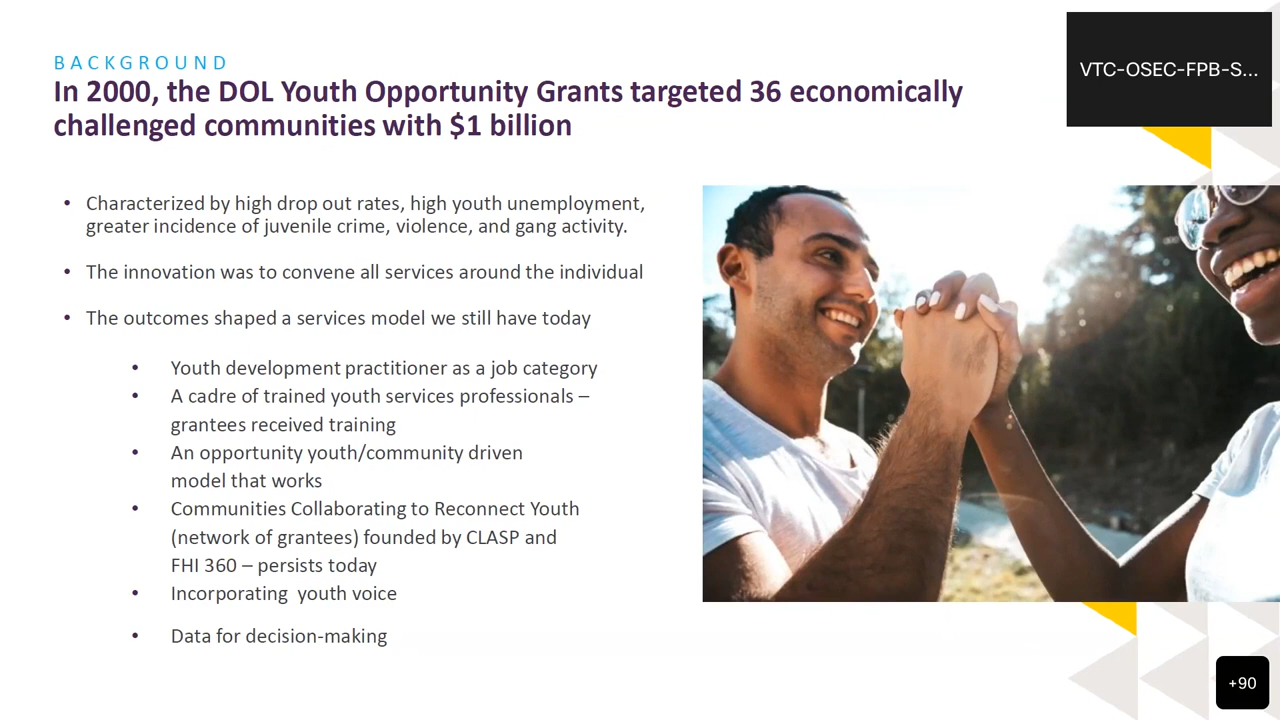 BACKGROUND
In 2000, the DOL Youth Opportunity Grants targeted 36 economically
challenged communities with $1 billion
VTC-OSEC-FPB-S...
• Characterized by high drop out rates, high youth unemployment,
greater incidence of juvenile crime, violence, and gang activity.
• The innovation was to convene all services around the individual
• The outcomes shaped a services model we still have today
• Youth development practitioner as a job category
• A cadre of trained youth services professionals –
grantees received training
• An opportunity youth/community driven
model that works
• Communities Collaborating to Reconnect Youth
(network of grantees) founded by CLASP and
FHI 360 – persists today
• Incorporating youth voice
• Data for decision-making
+90